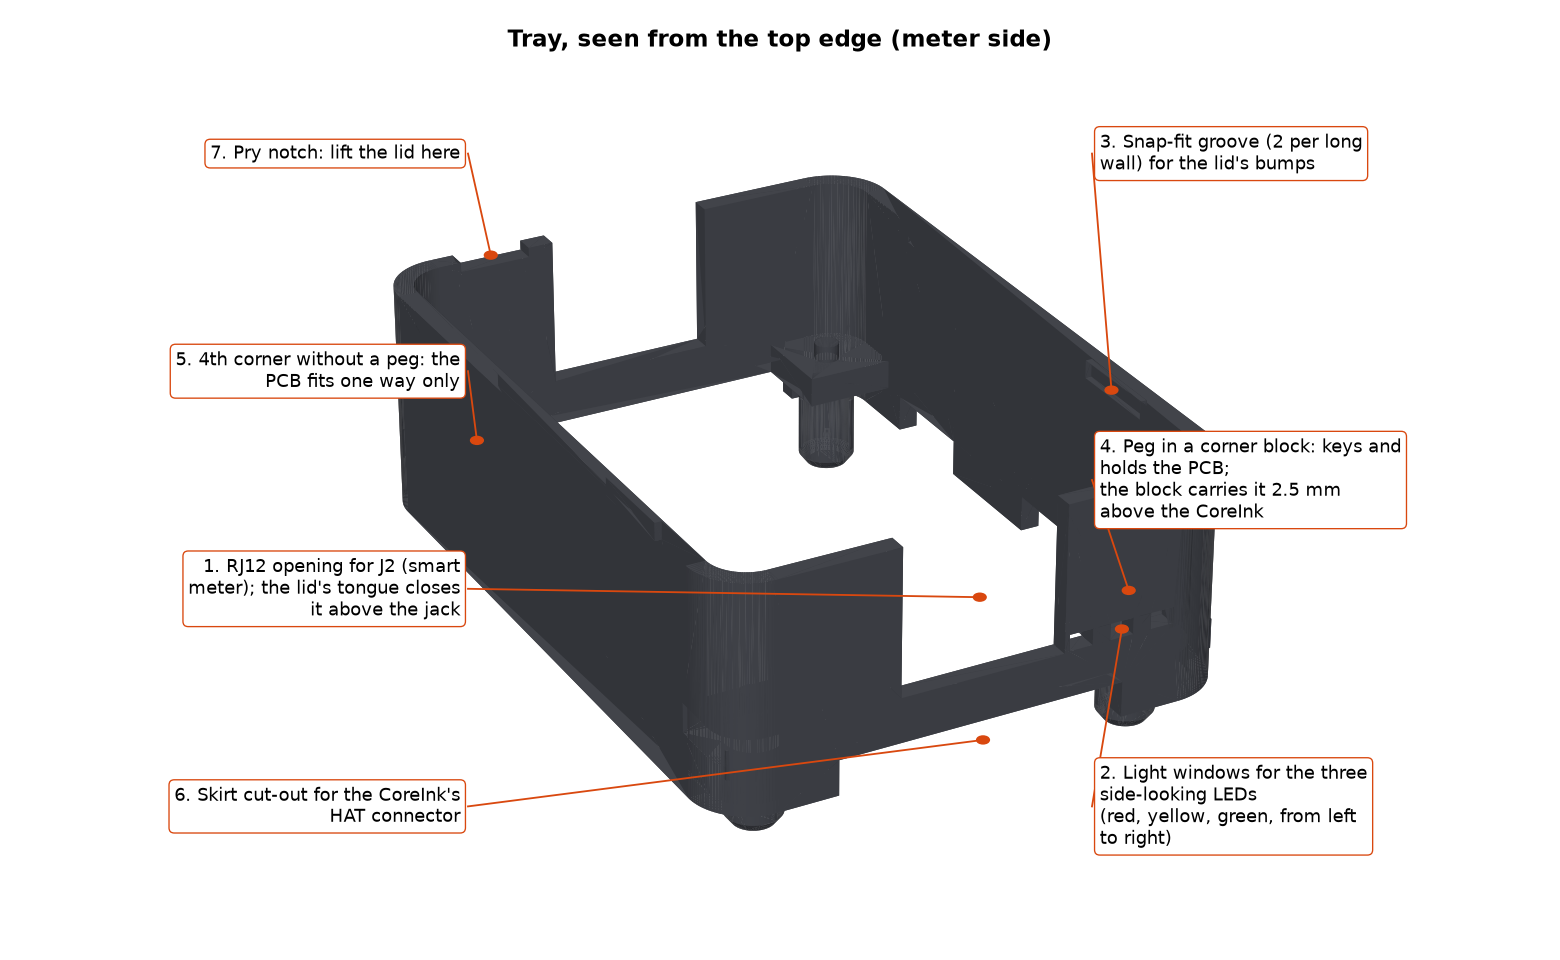 Tray, seen from the top edge (meter side)
7. Pry notch: lift the lid here
3. Snap-fit groove (2 per long
wall) for the lid's bumps
5. 4th corner without a peg: the
PCB fits one way only
4. Peg in a corner block: keys and
holds the PCB;
the block carries it 2.5 mm
above the CoreInk
1. RJ12 opening for J2 (smart
meter); the lid's tongue closes
it above the jack
6. Skirt cut-out for the CoreInk's
HAT connector
2. Light windows for the three
side-looking LEDs
(red, yellow, green, from left
to right)